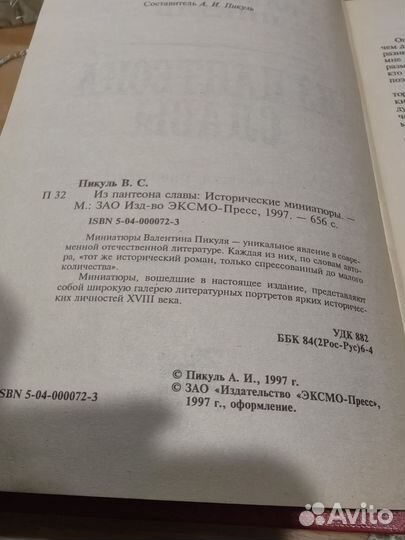 Составитель А. И. Пикуль
Пикуль В. С.
П 32 Из пантеона славы: Исторические миниатюры. —
М.: ЗАО Изд-во ЭКСМО-Пресс, 1997. — 656 с.
ISBN 5-04-000072-3
Миниатюры Валентина Пикуля — уникальное явление в совре-
менной отечественной литературе. Каждая из них, по словам авто-
ра, «тот же исторический роман, только спрессованный до малого
количества».
Миниатюры, вошедшие в настоящее издание, представляют
собой широкую галерею литературных портретов ярких историчес-
ких личностей XVIII века.
УДК 882
ББК 84(2Рос-Рус)6-4
© Пикуль А. И., 1997 г.
© ЗАО «Издательство «ЭКСМО-Пресс»,
1997 г., оформление.
ISBN 5-04-000072-3
Avito